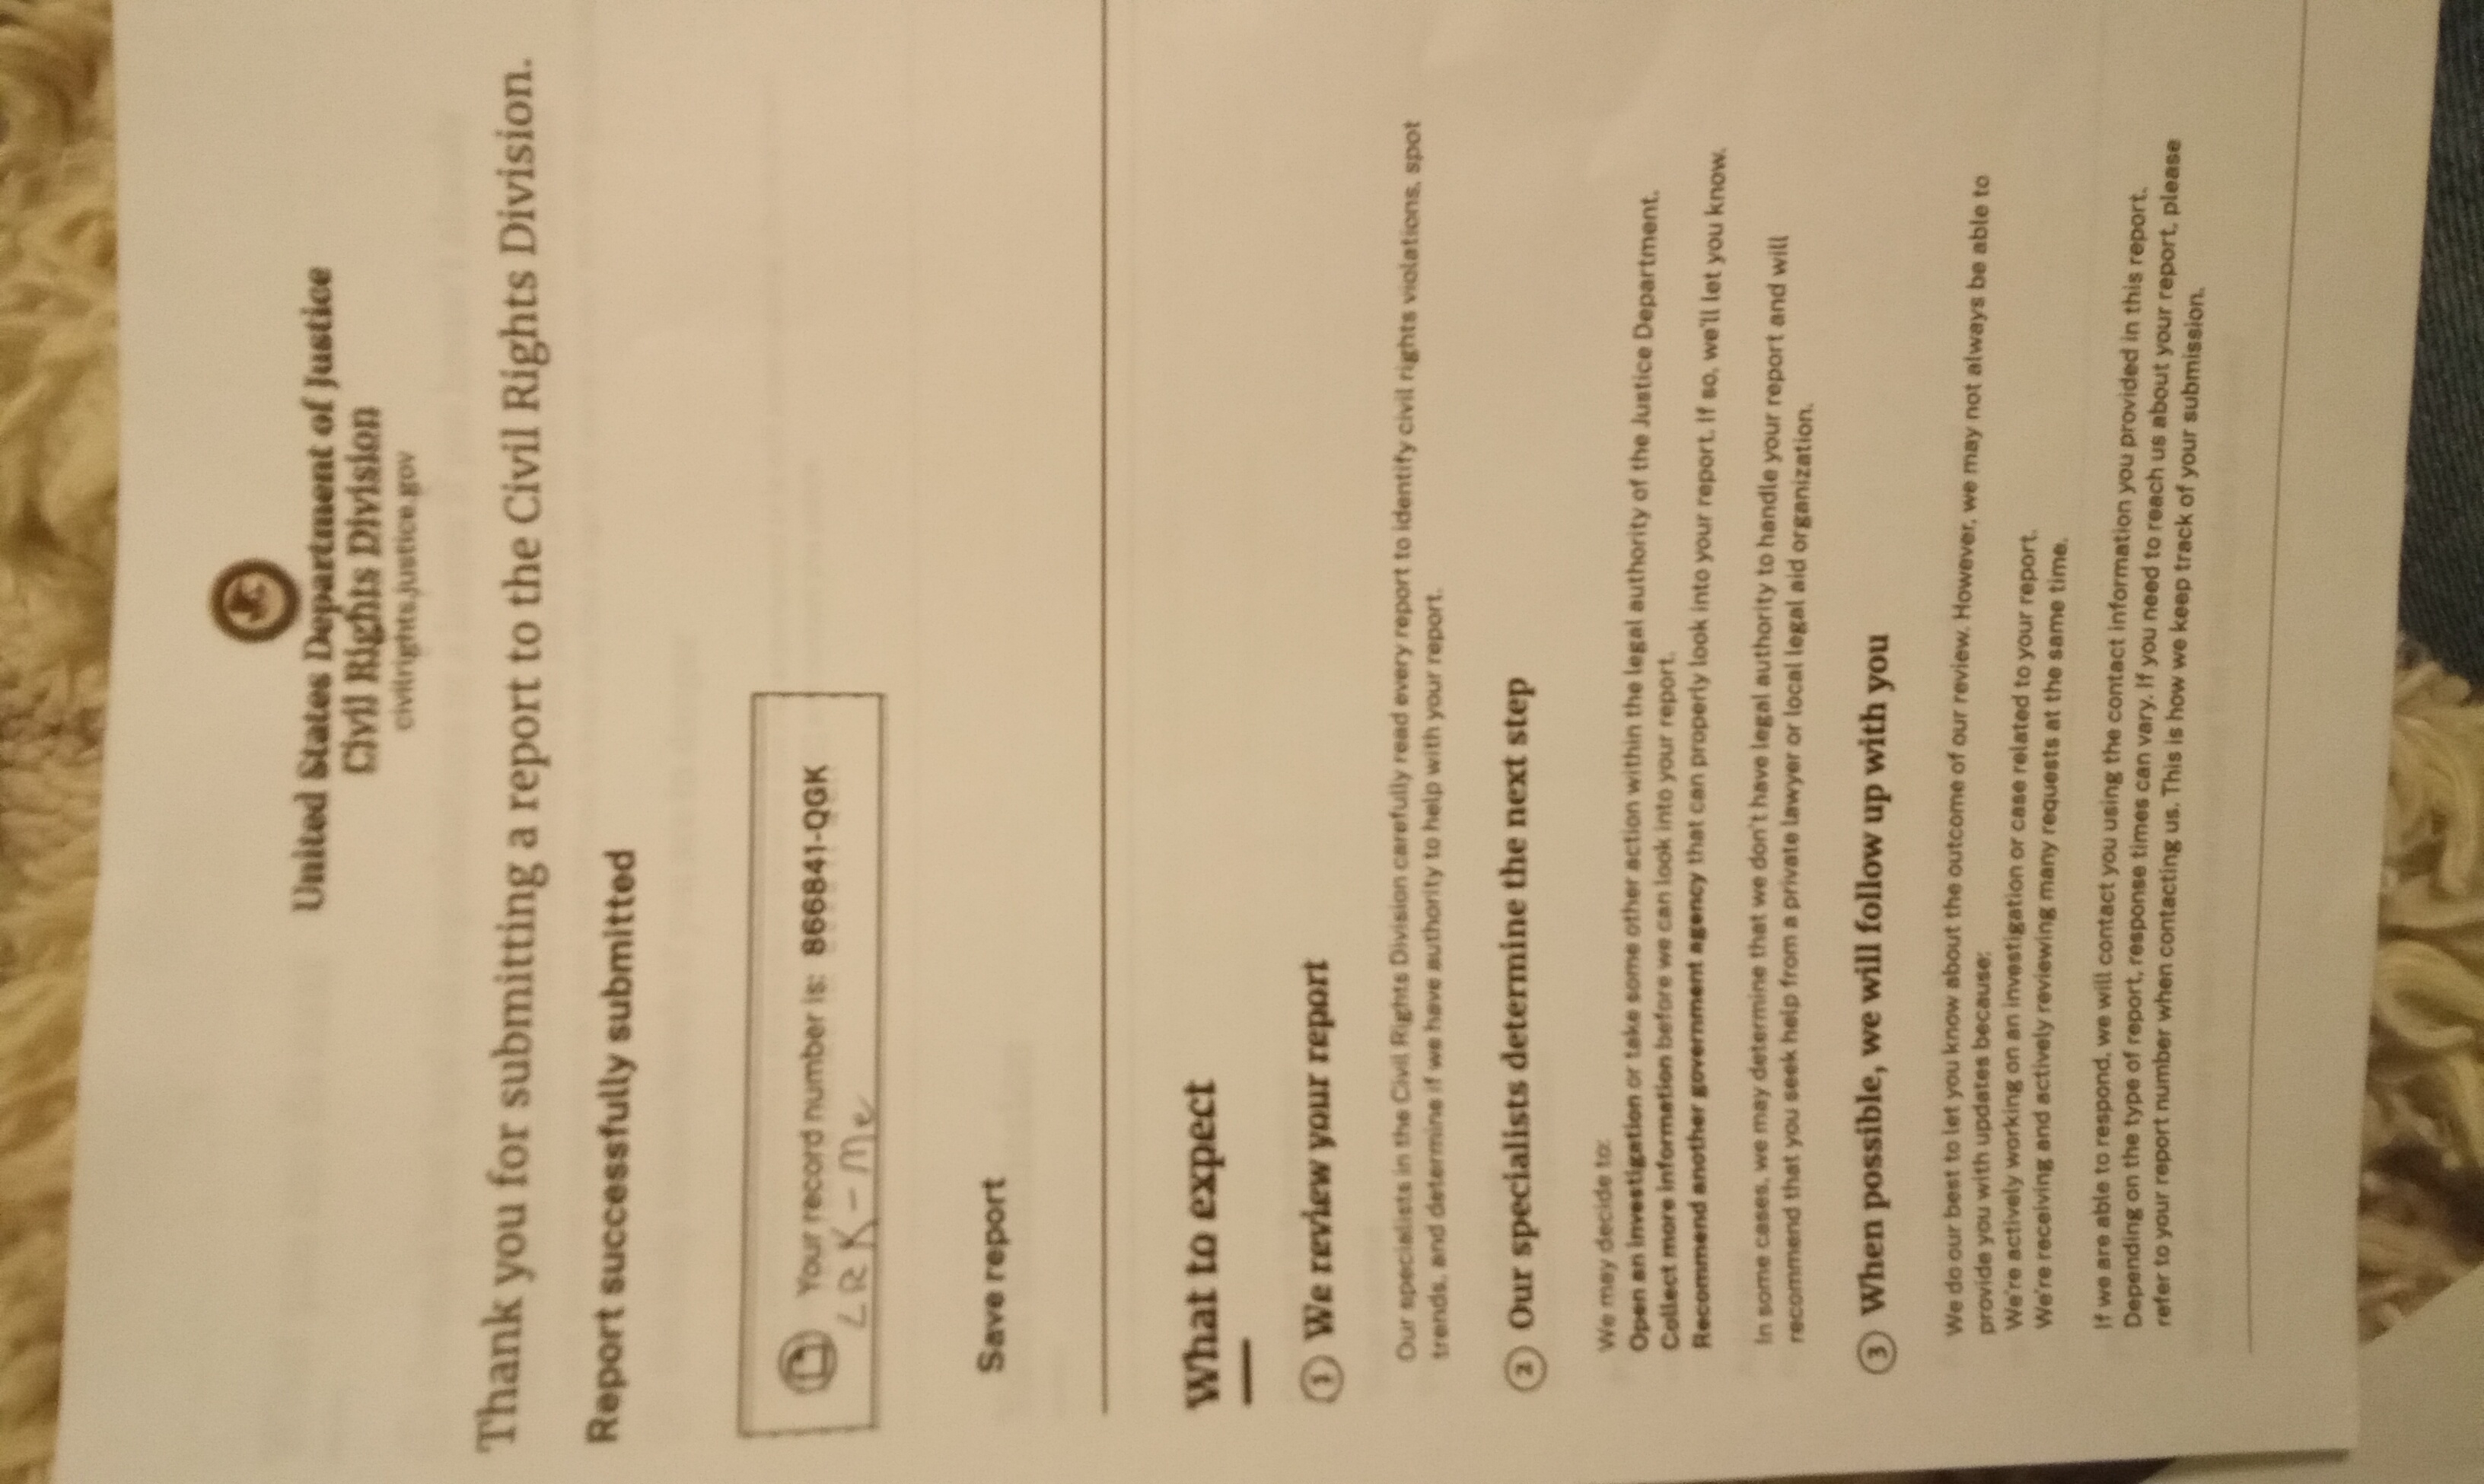 United States Department of Justice
Civil Rights Division
civilrights.justice.gov
Thank you for submitting a report to the Civil Rights Division.
Report successfully submitted
Your record number is: 866841-QGK
LRK - Me
Save report
What to expect
1 We review your report
Our specialists in the Civil Rights Division carefully read every report to identify civil rights violations, spot
trends, and determine if we have authority to help with your report.
2 Our specialists determine the next step
We may decide to:
Open an investigation or take some other action within the legal authority of the Justice Department.
Collect more information before we can look into your report.
Recommend another government agency that can properly look into your report. If so, we'll let you know.
In some cases, we may determine that we don't have legal authority to handle your report and will
recommend that you seek help from a private lawyer or local legal aid organization.
3 When possible, we will follow up with you
We do our best to let you know about the outcome of our review. However, we may not always be able to
provide you with updates because:
We're actively working on an investigation or case related to your report.
We're receiving and actively reviewing many requests at the same time.
If we are able to respond, we will contact you using the contact information you provided in this report.
Depending on the type of report, response times can vary. If you need to reach us about your report, please
refer to your report number when contacting us. This is how we keep track of your submission.